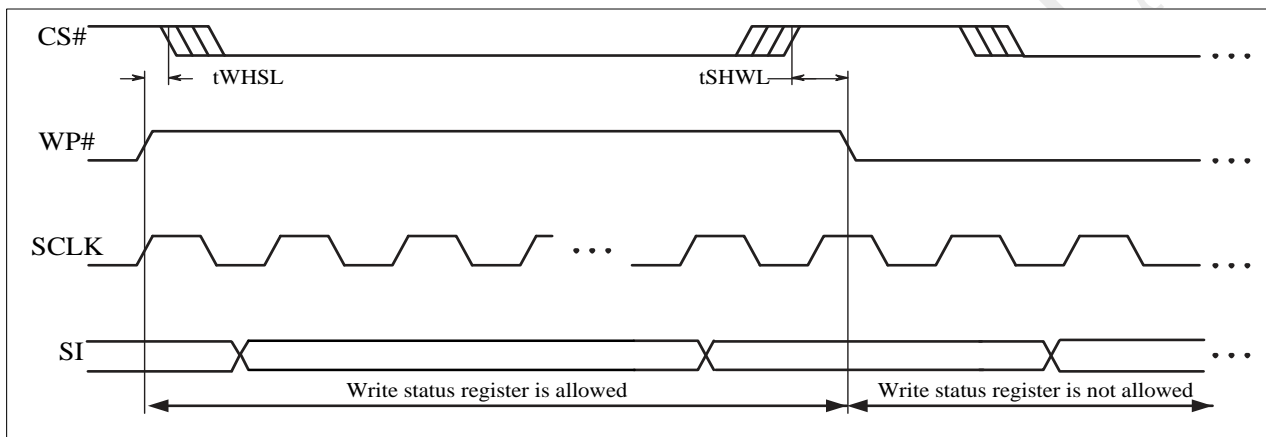 CS#
tWHSL
tSHWL
WP#
SCLK
SI
Write status register is allowed
Write status register is not allowed